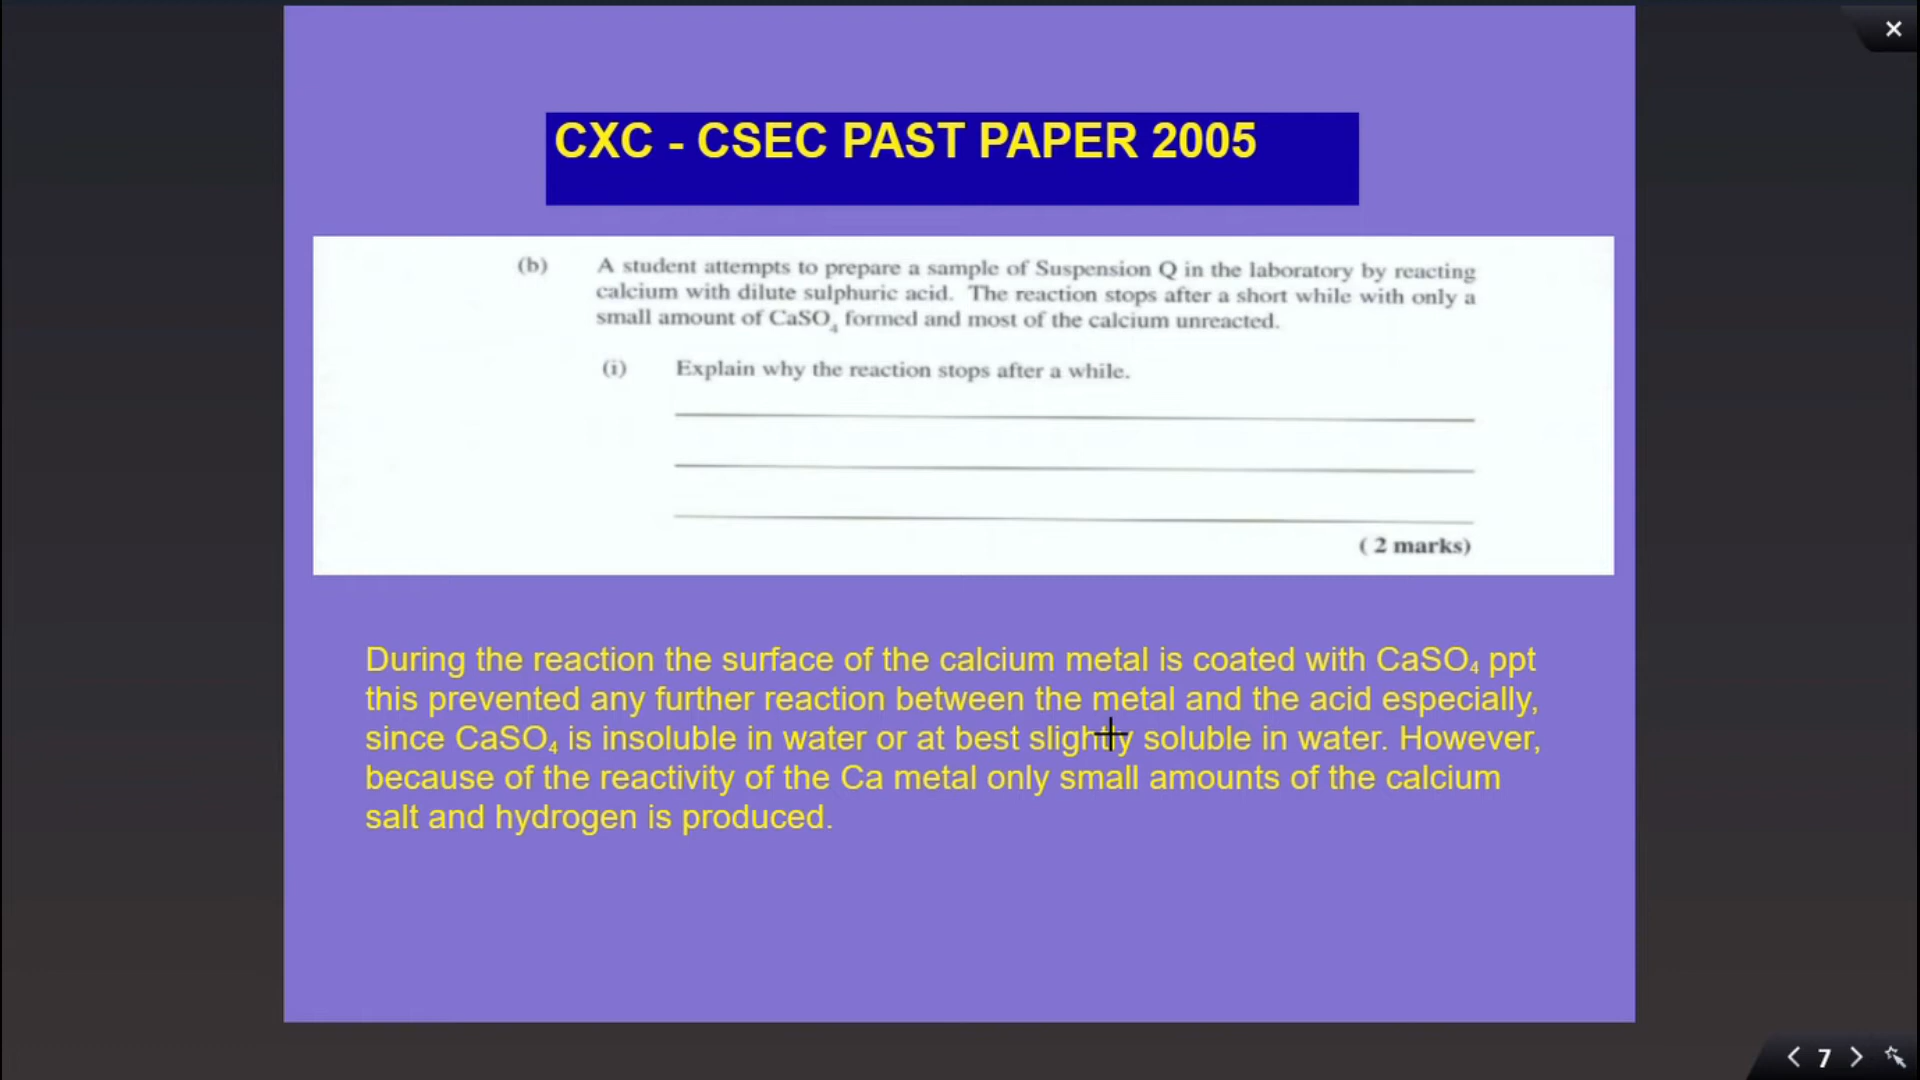 CXC - CSEC PAST PAPER 2005
(b) A student attempts to prepare a sample of Suspension Q in the laboratory by reacting
calcium with dilute sulphuric acid. The reaction stops after a short while with only a
small amount of CaSO₄ formed and most of the calcium unreacted.
(i) Explain why the reaction stops after a while.
( 2 marks)
During the reaction the surface of the calcium metal is coated with CaSO₄ ppt
this prevented any further reaction between the metal and the acid especially,
since CaSO₄ is insoluble in water or at best slightly soluble in water. However,
because of the reactivity of the Ca metal only small amounts of the calcium
salt and hydrogen is produced.
7